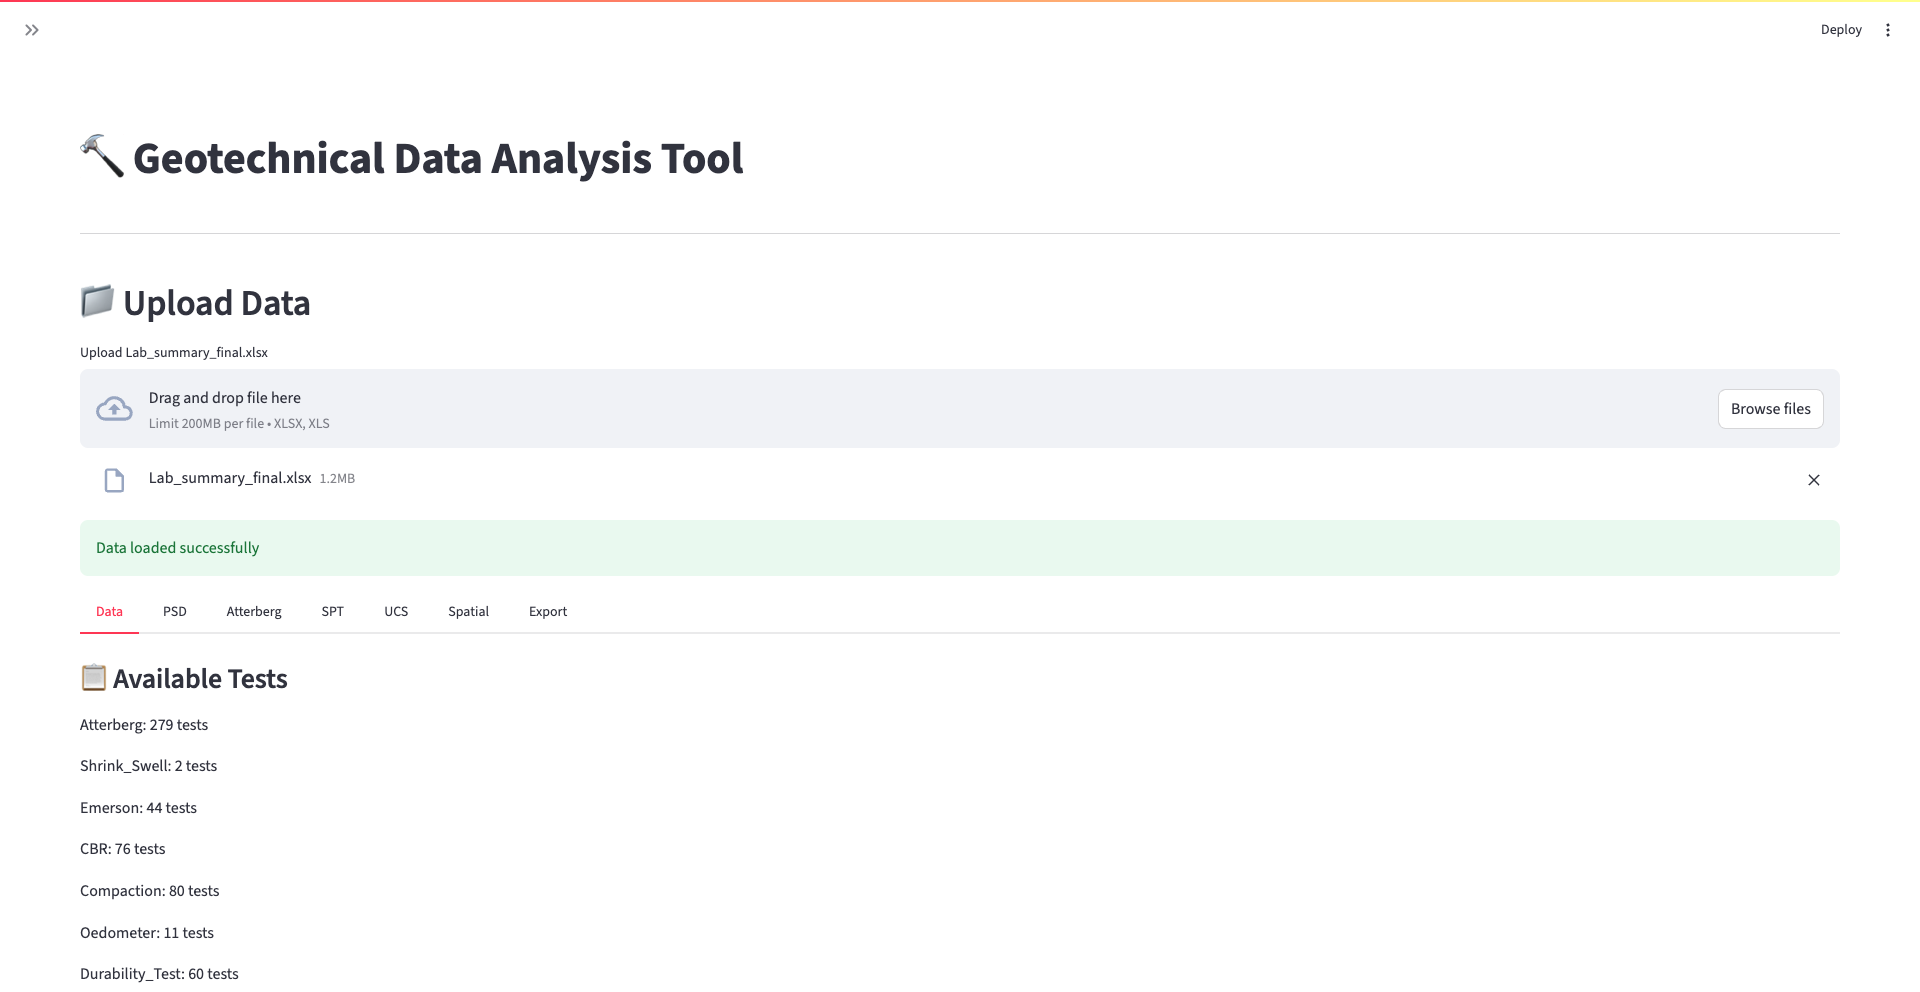 Deploy
Geotechnical Data Analysis Tool
Upload Data
Upload Lab_summary_final.xlsx
Drag and drop file here
Limit 200MB per file • XLSX, XLS
Browse files
Lab_summary_final.xlsx 1.2MB
Data loaded successfully
Data PSD Atterberg SPT UCS Spatial Export
Available Tests
Atterberg: 279 tests
Shrink_Swell: 2 tests
Emerson: 44 tests
CBR: 76 tests
Compaction: 80 tests
Oedometer: 11 tests
Durability_Test: 60 tests